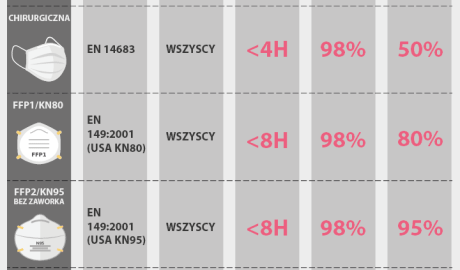 CHIRURGICZNA
EN 14683
WSZYSCY
<4H
98%
50%
FFP1/KN80
FFP1
EN
149:2001
(USA KN80)
WSZYSCY
<8H
98%
80%
FFP2/KN95
BEZ ZAWORKA
EN
149:2001
(USA KN95)
WSZYSCY
<8H
98%
95%